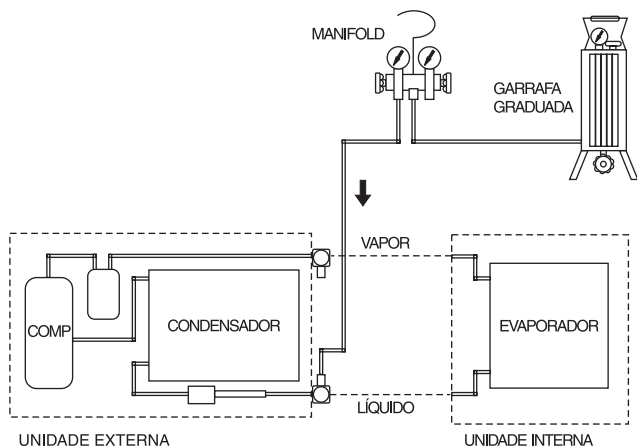 MANIFOLD
GARRAFA
GRADUADA
VAPOR
COMP
CONDENSADOR
EVAPORADOR
LÍQUIDO
UNIDADE EXTERNA
UNIDADE INTERNA